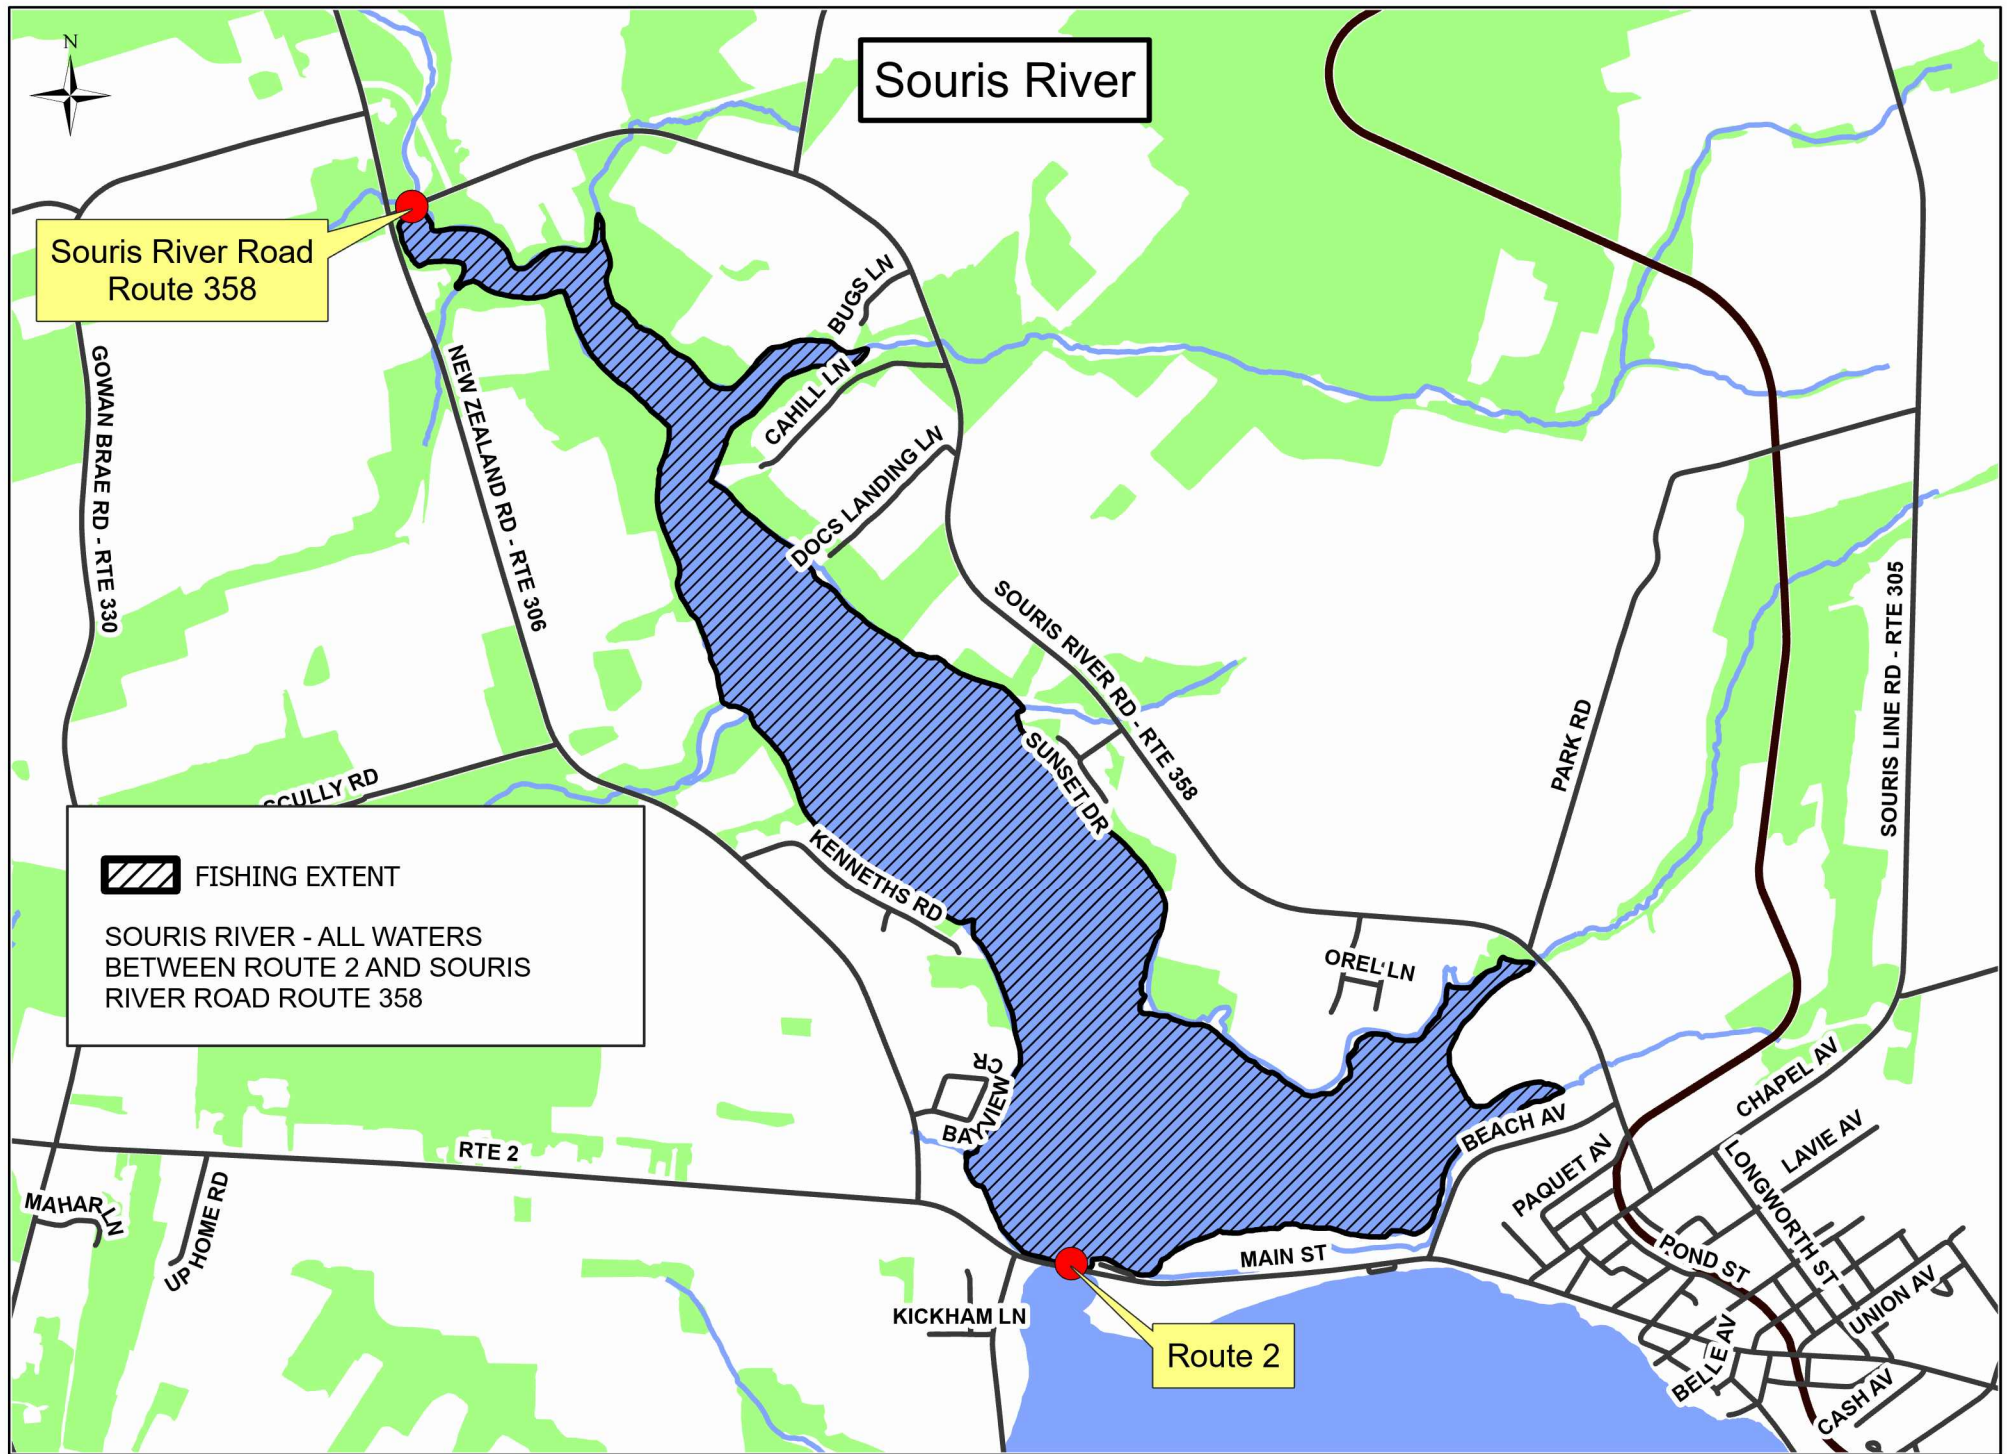 N
Souris River
Souris River Road
Route 358
BUGS LN
CAHILL LN
DOCS LANDING LN
GOWAN BRAE RD - RTE 330
NEW ZEALAND RD - RTE 306
SOURIS RIVER RD - RTE 358
SUNSET DR
PARK RD
SOURIS LINE RD - RTE 305
SCULLY RD
KENNETHS RD
FISHING EXTENT
SOURIS RIVER - ALL WATERS
BETWEEN ROUTE 2 AND SOURIS
RIVER ROAD ROUTE 358
OREL LN
BAYVIEW CR
BEACH AV
CHAPEL AV
LAVIE AV
PAQUET AV
LONGWORTH ST
RTE 2
MAHAR LN
UP HOME RD
MAIN ST
POND ST
UNION AV
KICKHAM LN
Route 2
BELLE AV
CASH AV